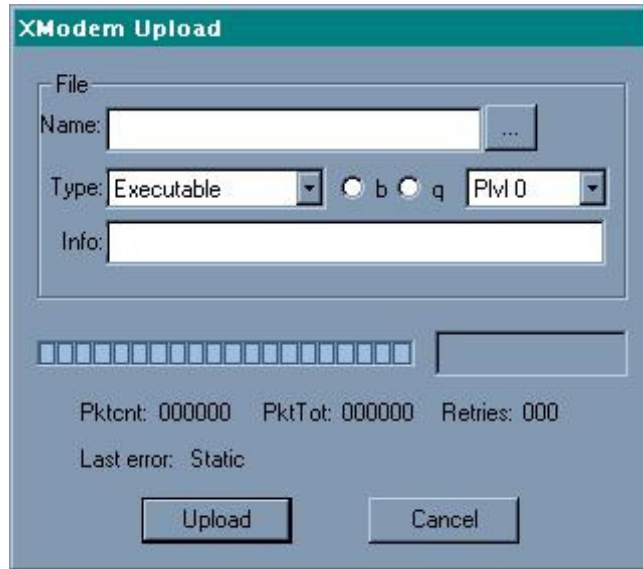 XModem Upload
File
Name: ...
Type: Executable b q Plvl 0
Info:
Pktcnt: 000000 PktTot: 000000 Retries: 000
Last error: Static
Upload Cancel